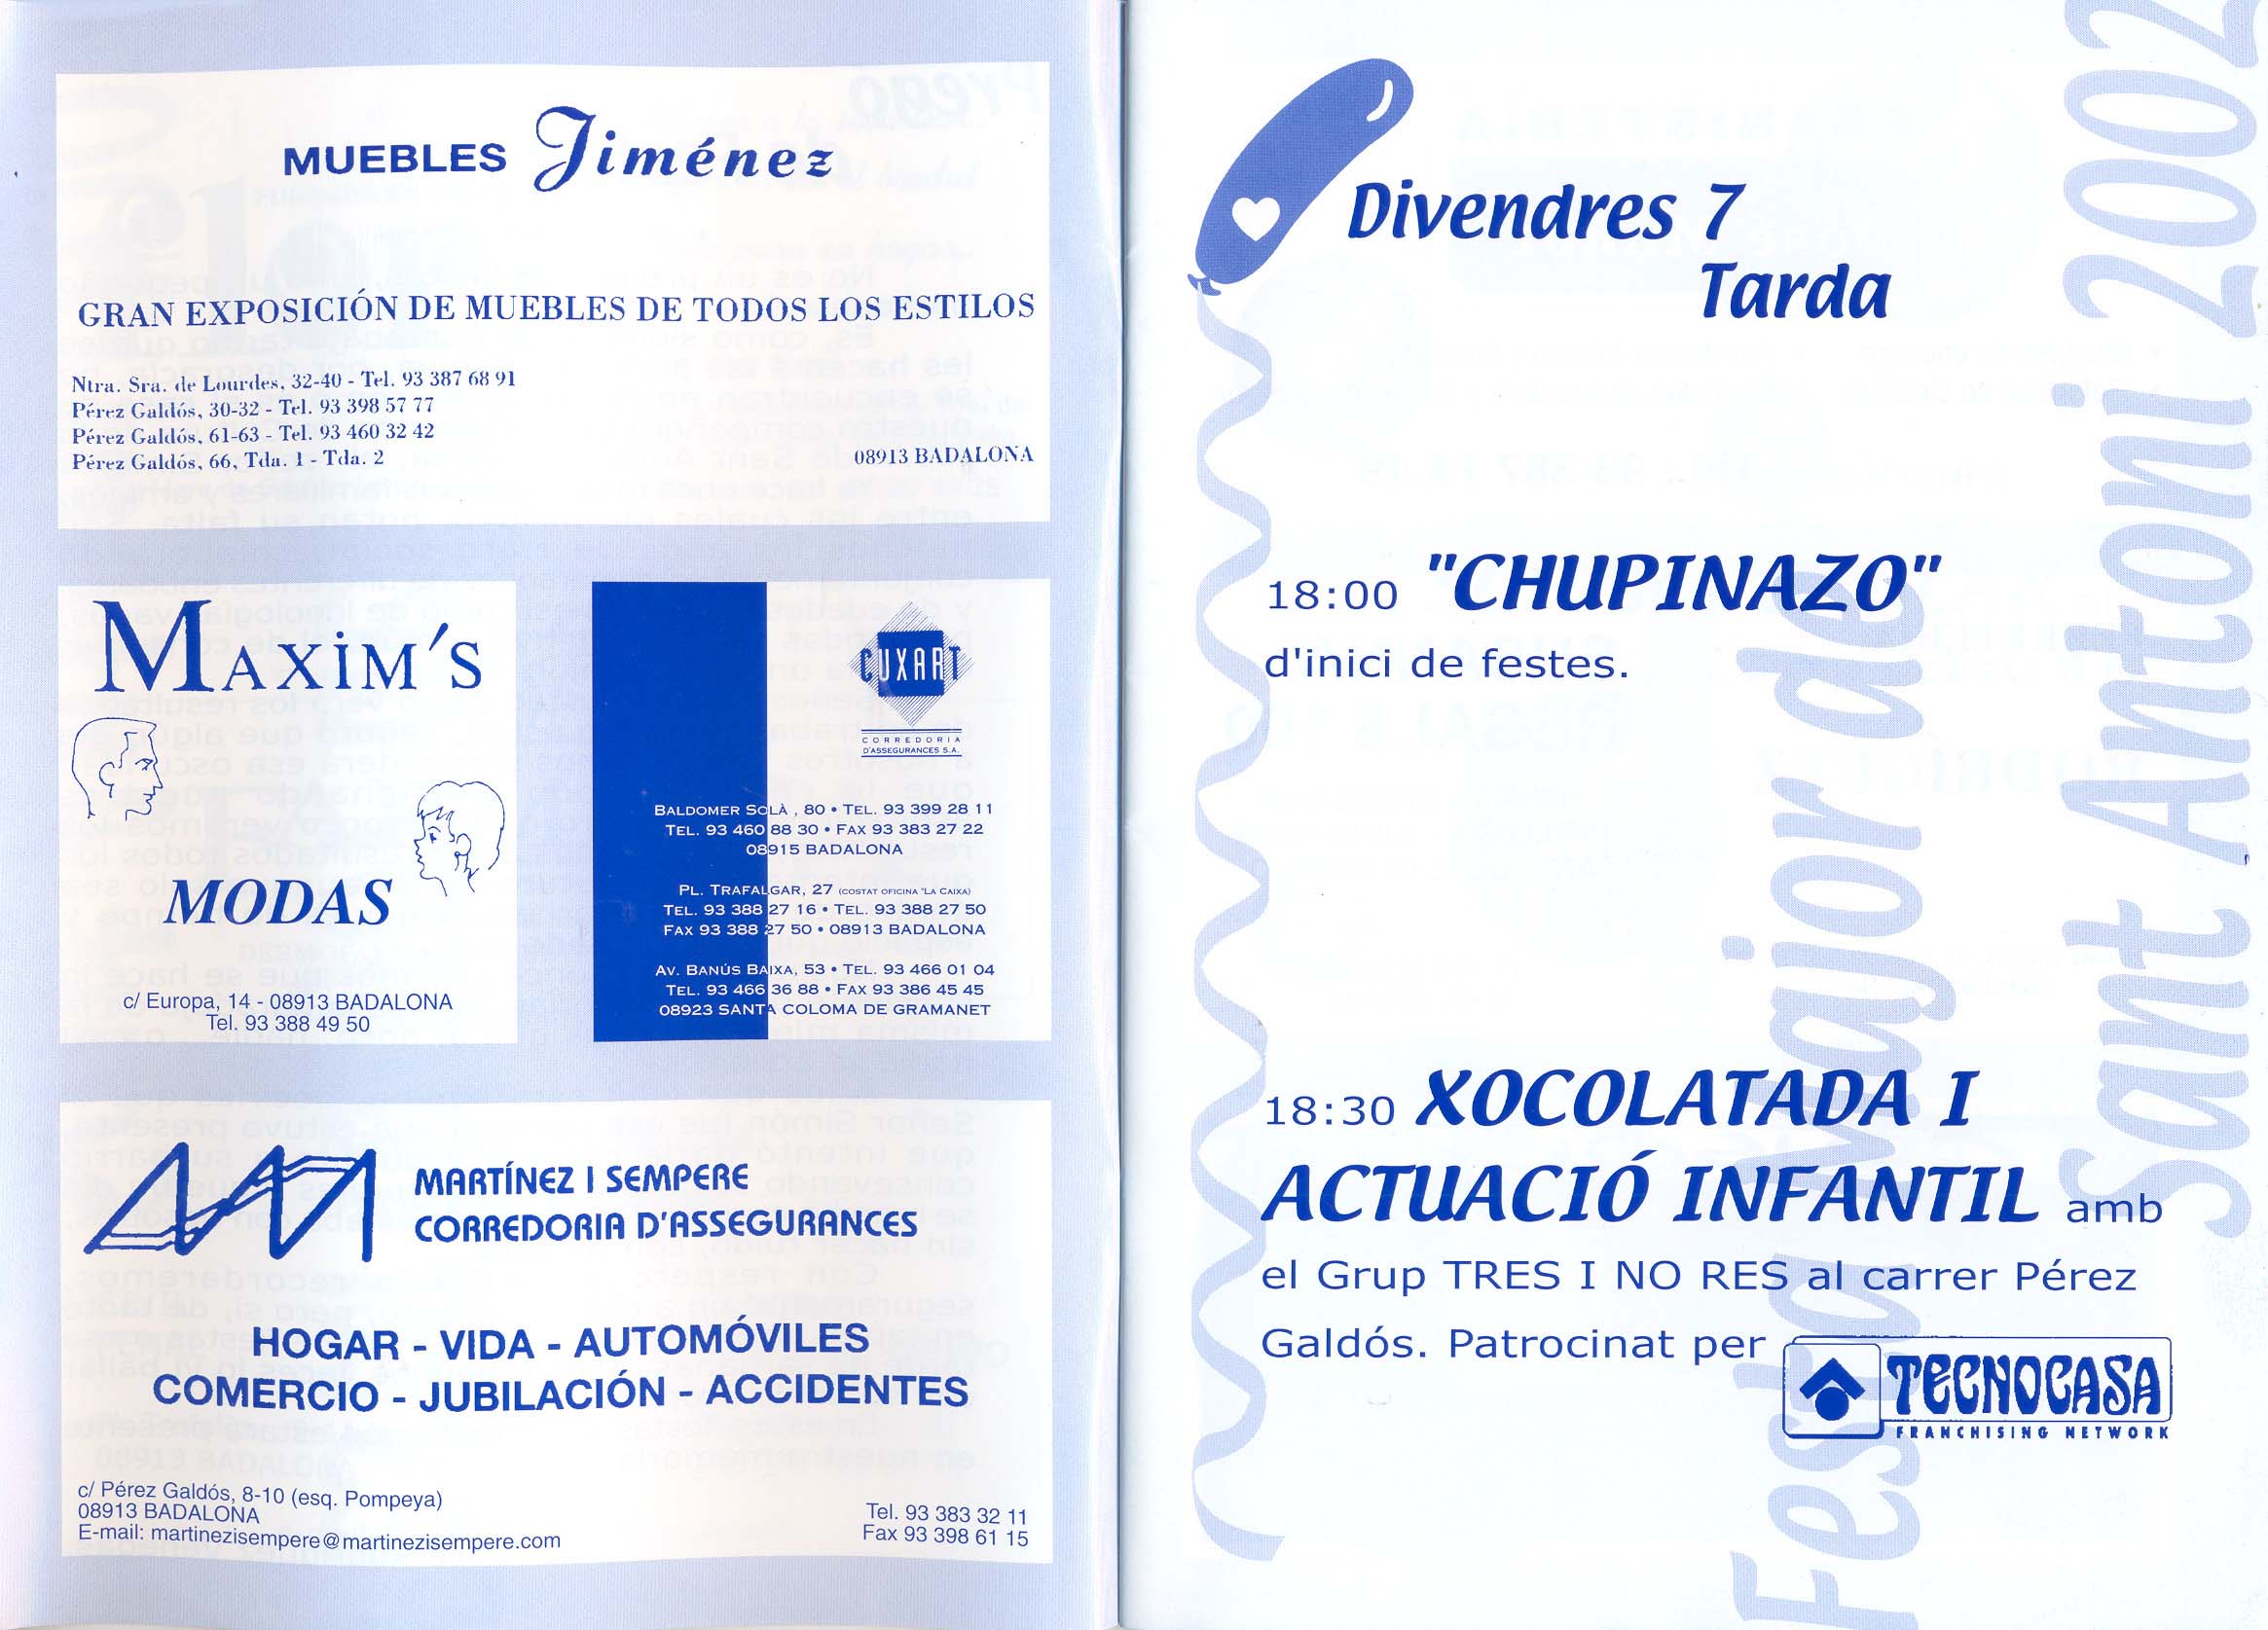 MUEBLES Jiménez
GRAN EXPOSICIÓN DE MUEBLES DE TODOS LOS ESTILOS
Ntra. Sra. de Lourdes, 32-40 - Tel. 93 387 68 91
Pérez Galdós, 30-32 - Tel. 93 398 57 77
Pérez Galdós, 61-63 - Tel. 93 460 32 42
Pérez Galdós, 66, Tda. 1 - Tda. 2
08913 BADALONA
MAXIM'S
MODAS
c/ Europa, 14 - 08913 BADALONA
Tel. 93 388 49 50
CUXART
CORREDORIA
D'ASSEGURANCES S.A.
BALDOMER SOLÀ , 80 • TEL. 93 399 28 11
TEL. 93 460 88 30 • FAX 93 383 27 22
08915 BADALONA
PL. TRAFALGAR, 27 (COSTAT OFICINA "LA CAIXA)
TEL. 93 388 27 16 • TEL. 93 388 27 50
FAX 93 388 27 50 • 08913 BADALONA
AV. BANÚS BAIXA, 53 • TEL. 93 466 01 04
TEL. 93 466 36 88 • FAX 93 386 45 45
08923 SANTA COLOMA DE GRAMANET
MARTÍNEZ I SEMPERE
CORREDORIA D'ASSEGURANCES
HOGAR - VIDA - AUTOMÓVILES
COMERCIO - JUBILACIÓN - ACCIDENTES
c/ Pérez Galdós, 8-10 (esq. Pompeya)
08913 BADALONA
E-mail: martinezisempere@martinezisempere.com
Tel. 93 383 32 11
Fax 93 398 61 15
Divendres 7
Tarda
18:00 "CHUPINAZO"
d'inici de festes.
18:30 XOCOLATADA I
ACTUACIÓ INFANTIL amb
el Grup TRES I NO RES al carrer Pérez
Galdós. Patrocinat per
TECNOCASA
FRANCHISING NETWORK
Festa Major de
Sant Antoni 2002